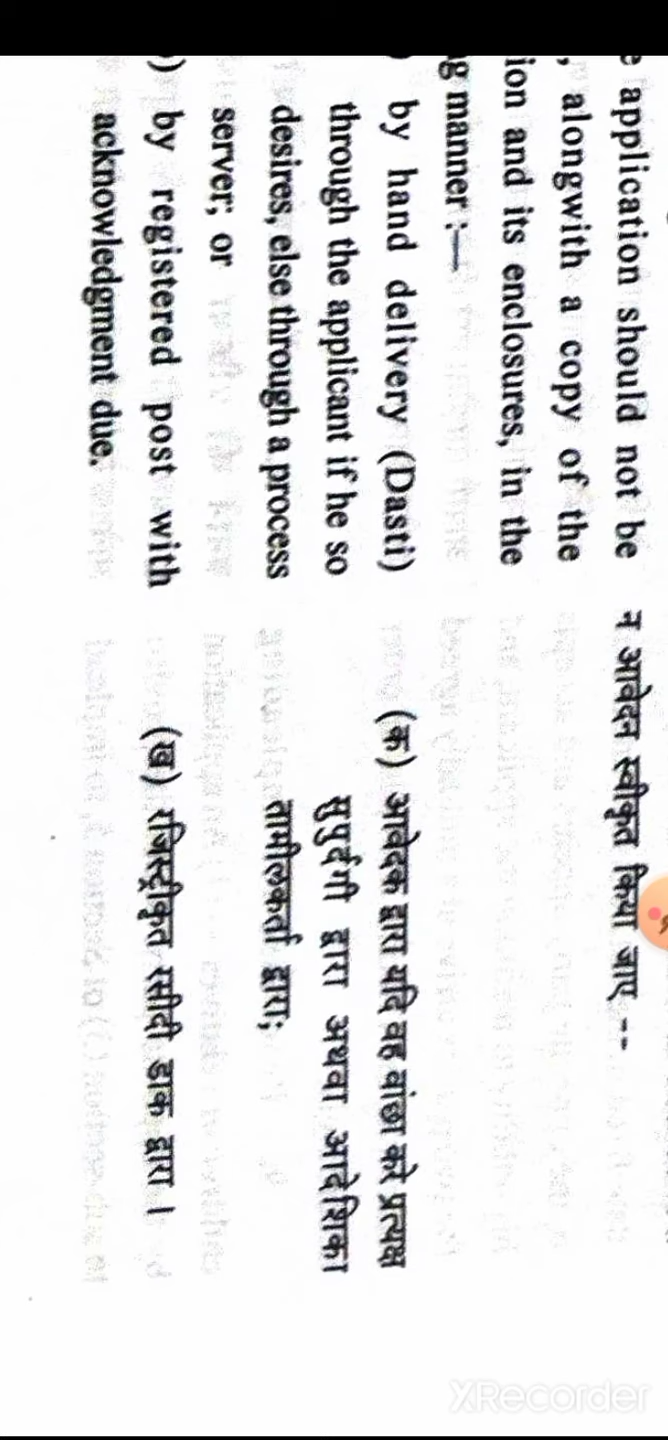 application should not be
, alongwith a copy of the
ion and its enclosures, in the
g manner :—
) by hand delivery (Dasti)
through the applicant if he so
desires, else through a process
server; or
) by registered post with
acknowledgment due.
न आवेदन स्वीकृत किया जाए --
(क) आवेदक द्वारा यदि वह वांछा करे प्रत्यक्ष
सुपुर्दगी द्वारा अथवा आदेशिका
तामीलकर्ता द्वारा;
(ख) रजिस्ट्रीकृत रसीदी डाक द्वारा ।
XRecorder